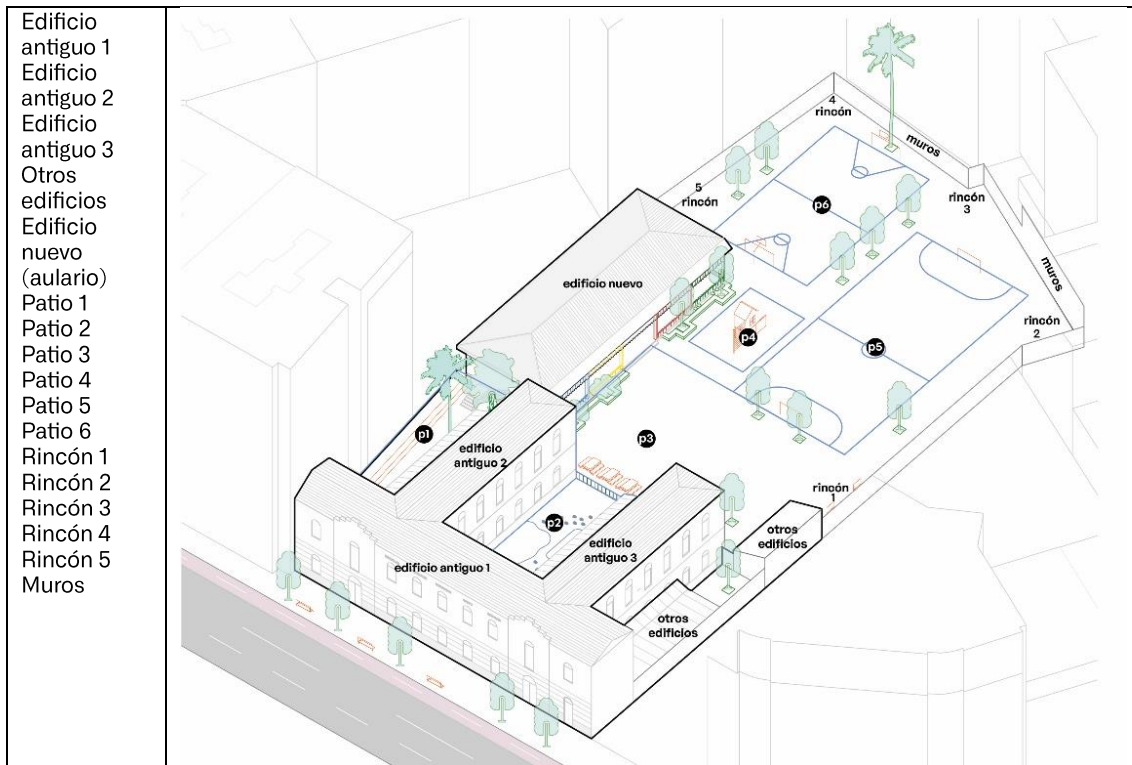 Edificio
antiguo 1
Edificio
antiguo 2
Edificio
antiguo 3
Otros
edificios
Edificio
nuevo
(aulario)
Patio 1
Patio 2
Patio 3
Patio 4
Patio 5
Patio 6
Rincón 1
Rincón 2
Rincón 3
Rincón 4
Rincón 5
Muros
4
rincón
muros
5
rincón
rincón
3
p6
edificio nuevo
muros
rincón
2
p4
p5
p1
p3
edificio
antiguo 2
rincón
1
p2
otros
edificios
edificio
antiguo 3
edificio antiguo 1
otros
edificios